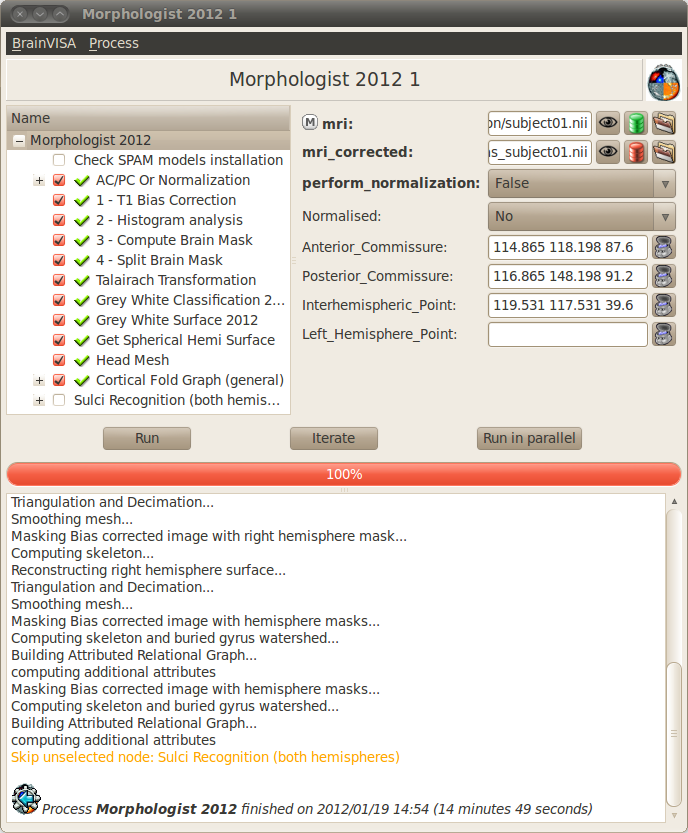 Morphologist 2012 1
BrainVISA Process
Morphologist 2012 1
Name
Morphologist 2012
Check SPAM models installation
AC/PC Or Normalization
1 - T1 Bias Correction
2 - Histogram analysis
3 - Compute Brain Mask
4 - Split Brain Mask
Talairach Transformation
Grey White Classification 2...
Grey White Surface 2012
Get Spherical Hemi Surface
Head Mesh
Cortical Fold Graph (general)
Sulci Recognition (both hemis...
M mri: on/subject01.nii
mri_corrected: as_subject01.nii
perform_normalization: False
Normalised: No
Anterior_Commissure: 114.865 118.198 87.6
Posterior_Commissure: 116.865 148.198 91.2
Interhemispheric_Point: 119.531 117.531 39.6
Left_Hemisphere_Point:
Run Iterate Run in parallel
100%
Triangulation and Decimation...
Smoothing mesh...
Masking Bias corrected image with right hemisphere mask...
Computing skeleton...
Reconstructing right hemisphere surface...
Triangulation and Decimation...
Smoothing mesh...
Masking Bias corrected image with hemisphere masks...
Computing skeleton and buried gyrus watershed...
Building Attributed Relational Graph...
computing additional attributes
Masking Bias corrected image with hemisphere masks...
Computing skeleton and buried gyrus watershed...
Building Attributed Relational Graph...
computing additional attributes
Skip unselected node: Sulci Recognition (both hemispheres)
Process Morphologist 2012 finished on 2012/01/19 14:54 (14 minutes 49 seconds)